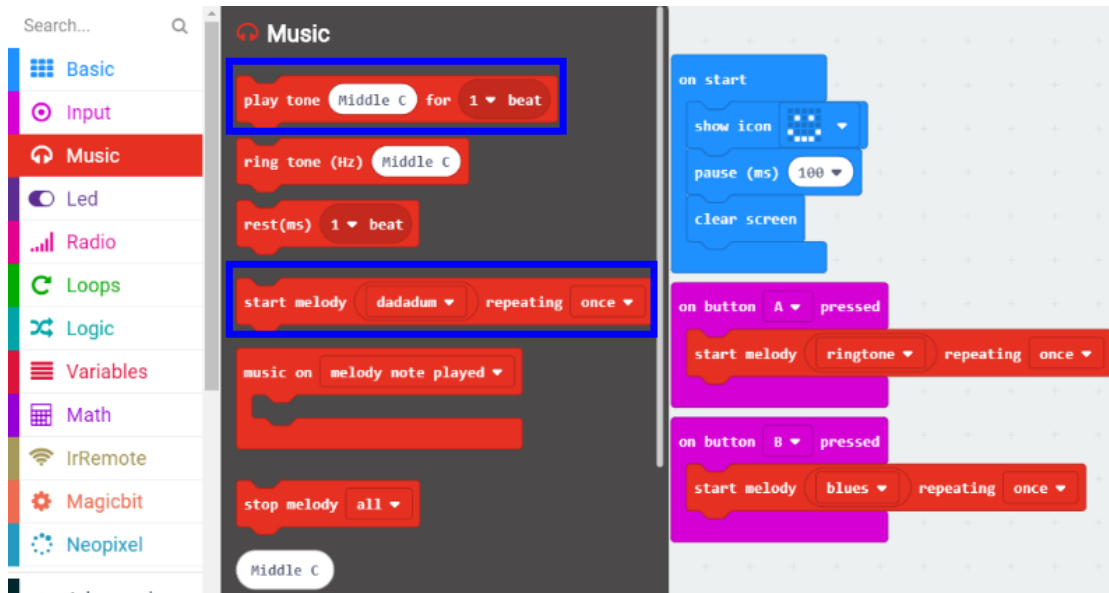 Search...
Basic
Input
Music
Led
Radio
Loops
Logic
Variables
Math
IrRemote
Magicbit
Neopixel
Music
play tone Middle C for 1 beat
ring tone (Hz) Middle C
rest(ms) 1 beat
start melody dadadum repeating once
music on melody note played
stop melody all
Middle C
on start
show icon
pause (ms) 100
clear screen
on button A pressed
start melody ringtone repeating once
on button B pressed
start melody blues repeating once